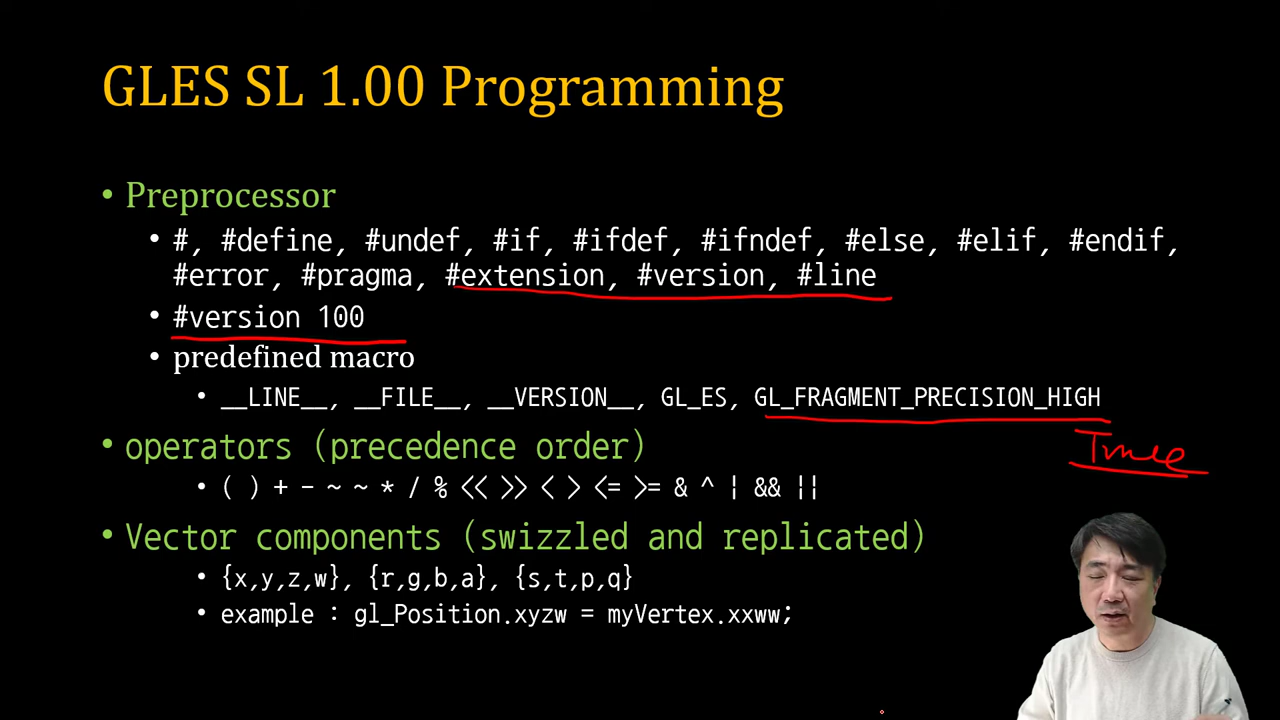 GLES SL 1.00 Programming
• Preprocessor
• #, #define, #undef, #if, #ifdef, #ifndef, #else, #elif, #endif,
#error, #pragma, #extension, #version, #line
• #version 100
• predefined macro
• __LINE__, __FILE__, __VERSION__, GL_ES, GL_FRAGMENT_PRECISION_HIGH
True
• operators (precedence order)
• ( ) + - ~ ~ * / % << >> < > <= >= & ^ | && ||
• Vector components (swizzled and replicated)
• {x,y,z,w}, {r,g,b,a}, {s,t,p,q}
• example : gl_Position.xyzw = myVertex.xxww;